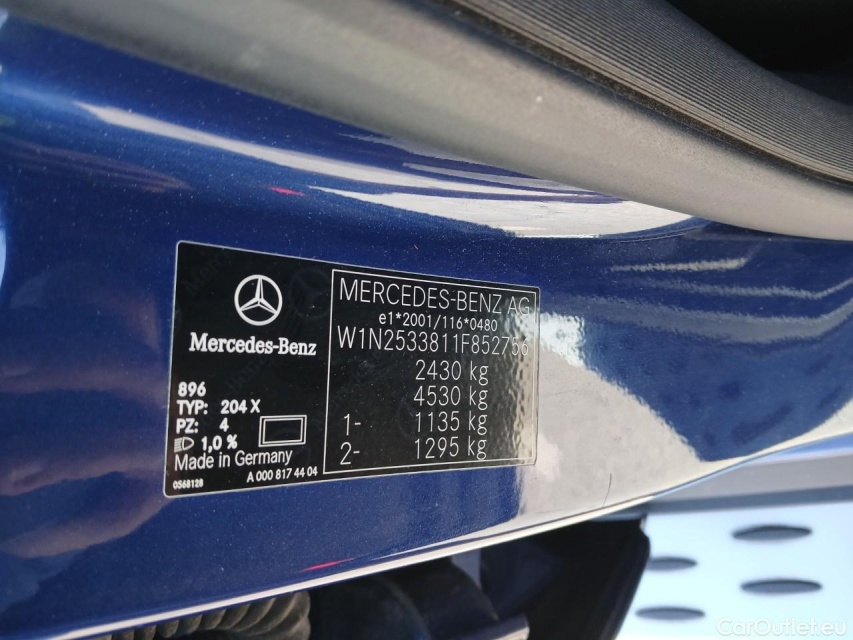 Mercedes-Benz
896
TYP: 204 X
PZ: 4
1,0 %
Made in Germany
0568128
A 000 817 44 04
MERCEDES-BENZ AG
e1*2001/116*0480
W1N2533811F852756
2430 kg
4530 kg
1- 1135 kg
2- 1295 kg
CarOutlet.eu